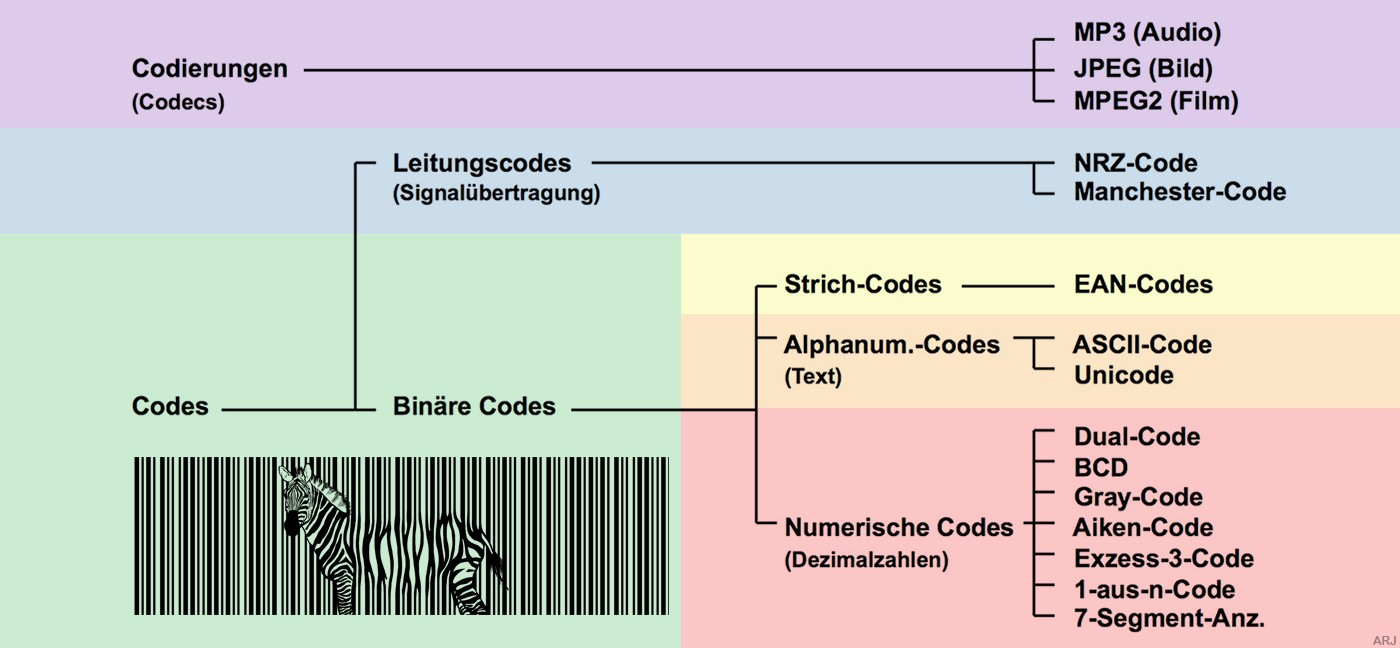 Codierungen
(Codecs)
MP3 (Audio)
JPEG (Bild)
MPEG2 (Film)
Leitungscodes
(Signalübertragung)
NRZ-Code
Manchester-Code
Codes
Binäre Codes
Strich-Codes
EAN-Codes
Alphanum.-Codes
(Text)
ASCII-Code
Unicode
Numerische Codes
(Dezimalzahlen)
Dual-Code
BCD
Gray-Code
Aiken-Code
Exzess-3-Code
1-aus-n-Code
7-Segment-Anz.
ARJ